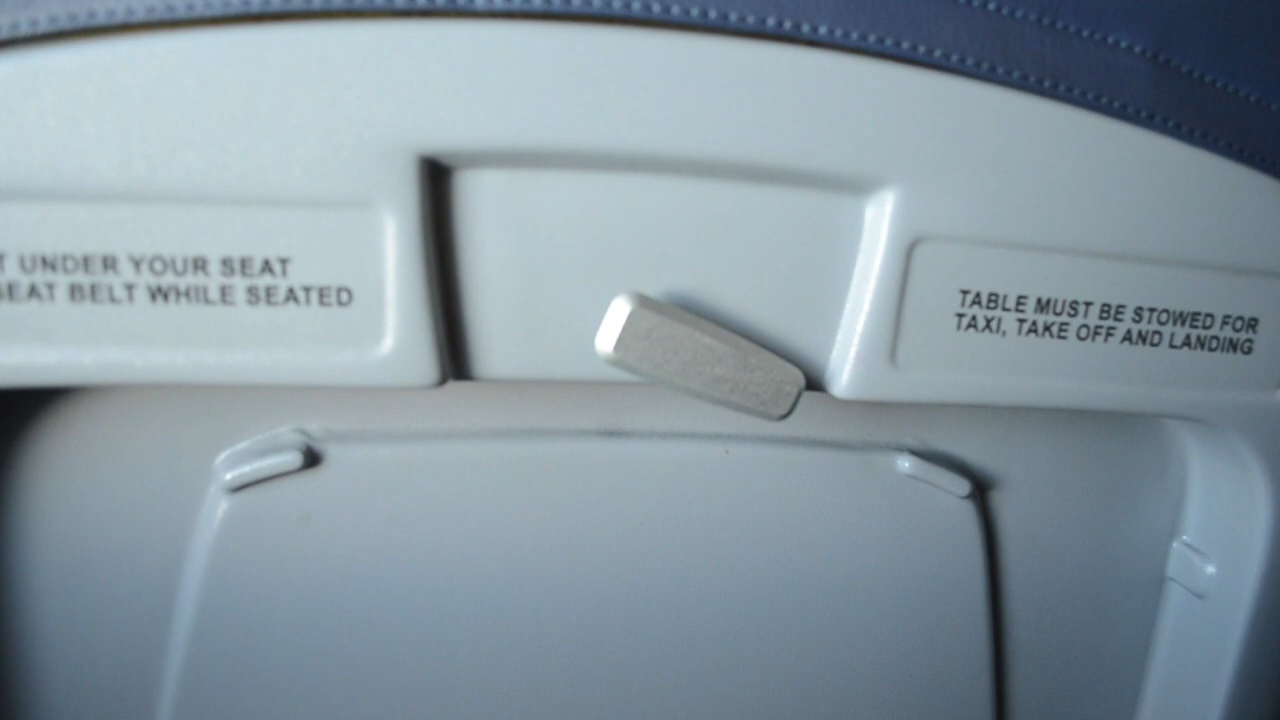 UNDER YOUR SEAT
SEAT BELT WHILE SEATED
TABLE MUST BE STOWED FOR
TAXI, TAKE OFF AND LANDING